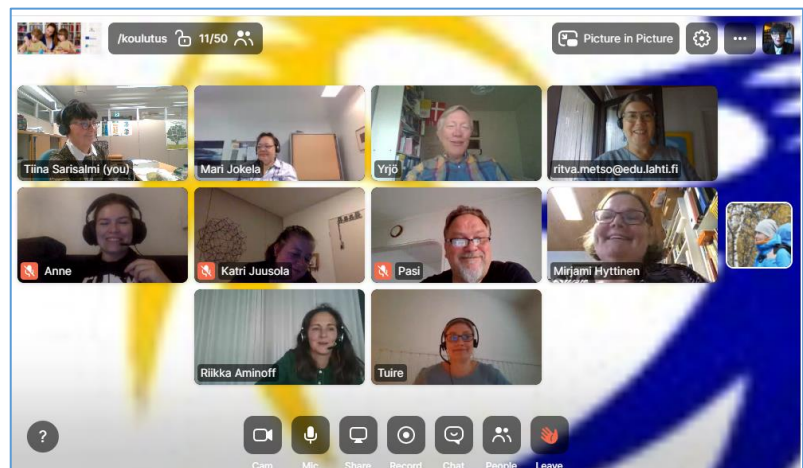 /koulutus 11/50
Picture in Picture
Tiina Sarisalmi (you)
Mari Jokela
Yrjö
ritva.metso@edu.lahti.fi
Anne
Katri Juusola
Pasi
Mirjami Hyttinen
Riikka Aminoff
Tuire
?
Cam Mic Share Record Chat People Leave